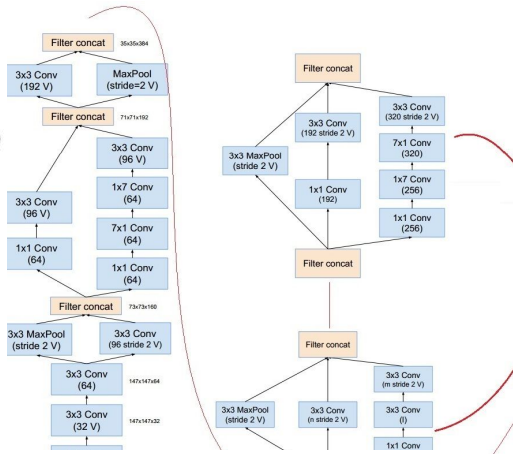 Filter concat
35x35x384
3x3 Conv
(192 V)
MaxPool
(stride=2 V)
Filter concat
71x71x192
3x3 Conv
(96 V)
1x7 Conv
(64)
3x3 Conv
(96 V)
7x1 Conv
(64)
1x1 Conv
(64)
1x1 Conv
(64)
Filter concat
73x73x160
3x3 MaxPool
(stride 2 V)
3x3 Conv
(96 stride 2 V)
3x3 Conv
(64)
147x147x64
3x3 Conv
(32 V)
147x147x32
Filter concat
3x3 Conv
(320 stride 2 V)
3x3 Conv
(192 stride 2 V)
7x1 Conv
(320)
3x3 MaxPool
(stride 2 V)
1x7 Conv
(256)
1x1 Conv
(192)
1x1 Conv
(256)
Filter concat
Filter concat
3x3 Conv
(m stride 2 V)
3x3 MaxPool
(stride 2 V)
3x3 Conv
(n stride 2 V)
3x3 Conv
(l)
1x1 Conv